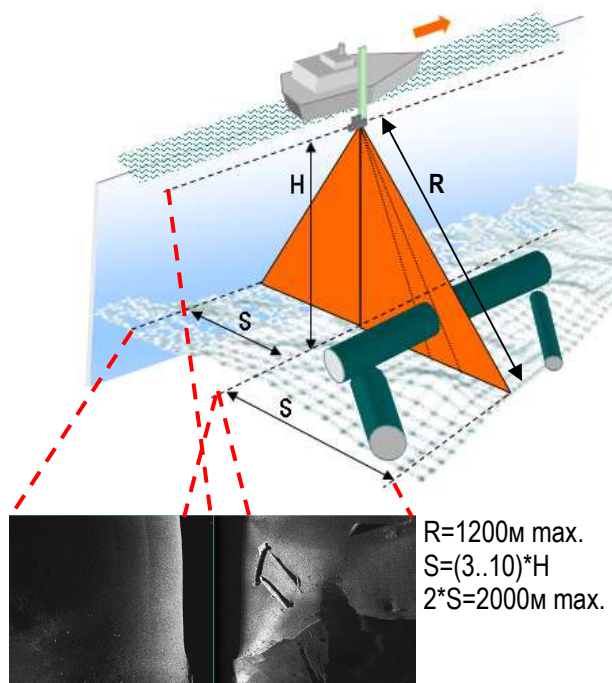 H
R
S
S
R=1200м max.
S=(3..10)*H
2*S=2000м max.